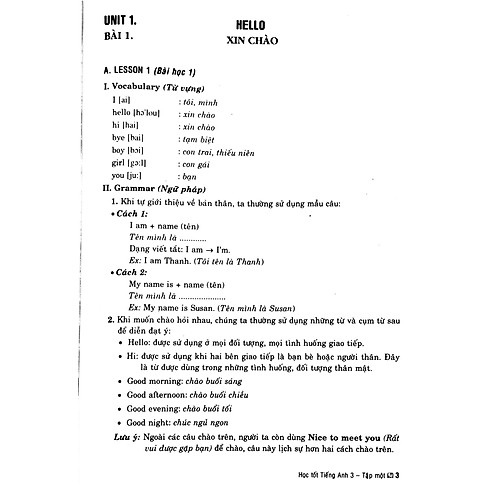 UNIT 1. HELLO
BÀI 1. XIN CHÀO
A. LESSON 1 (Bài học 1)
I. Vocabulary (Từ vựng)
I [ai] : tôi, mình
hello [hə'lou] : xin chào
hi [hai] : xin chào
bye [bai] : tạm biệt
boy [bɔi] : con trai, thiếu niên
girl [gə:l] : con gái
you [ju:] : bạn
II. Grammar (Ngữ pháp)
1. Khi tự giới thiệu về bản thân, ta thường sử dụng mẫu câu:
• Cách 1:
I am + name (tên)
Tên mình là ............
Dạng viết tắt: I am → I'm.
Ex: I am Thanh. (Tôi tên là Thanh)
• Cách 2:
My name is + name (tên)
Tên mình là .....................
Ex: My name is Susan. (Tên mình là Susan)
2. Khi muốn chào hỏi nhau, chúng ta thường sử dụng những từ và cụm từ sau
để diễn đạt ý:
• Hello: được sử dụng ở mọi đối tượng, mọi tình huống giao tiếp.
• Hi: được sử dụng khi hai bên giao tiếp là bạn bè hoặc người thân. Đây
là từ được dùng trong những tình huống, đối tượng thân mật.
• Good morning: chào buổi sáng
• Good afternoon: chào buổi chiều
• Good evening: chào buổi tối
• Good night: chúc ngủ ngon
Lưu ý: Ngoài các câu chào trên, người ta còn dùng Nice to meet you (Rất
vui được gặp bạn) để chào, câu này lịch sự hơn hai cách chào trên.
Học tốt Tiếng Anh 3 – Tập một 3